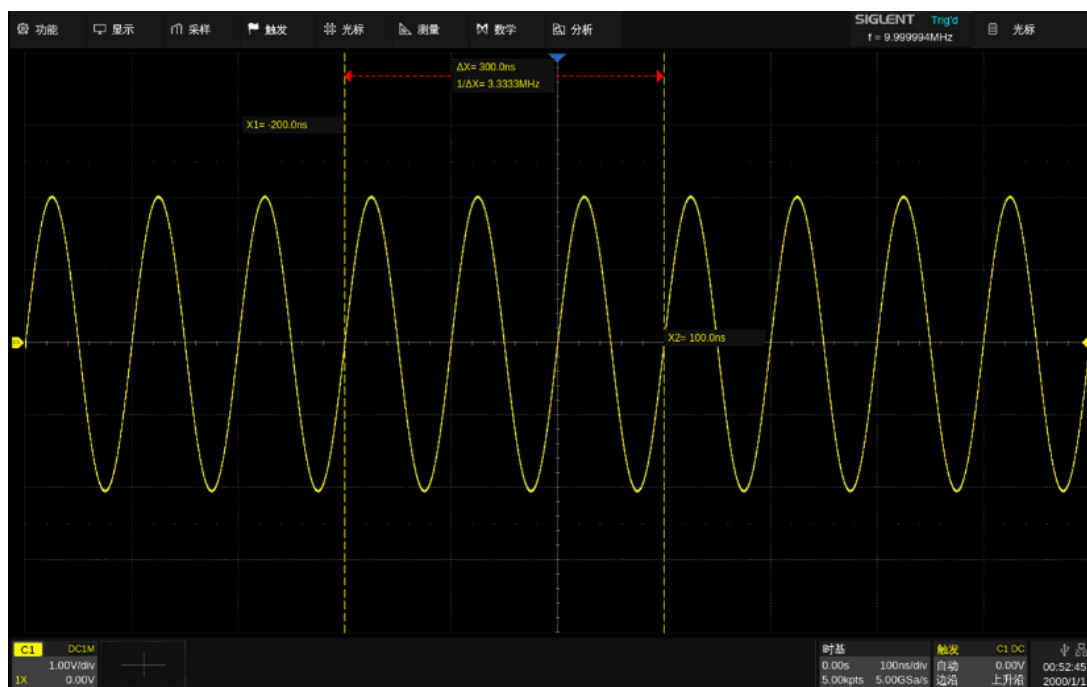 功能 显示 采样 触发 光标 测量 数学 分析 SIGLENT Trig'd 光标
f = 9.999994MHz
ΔX= 300.0ns
1/ΔX= 3.3333MHz
X1= -200.0ns
X2= 100.0ns
C1 DC1M
1.00V/div
1X 0.00V
时基
0.00s 100ns/div
5.00kpts 5.00GSa/s
触发 C1 DC
自动 0.00V
边沿 上升沿
00:52:45
2000/1/1